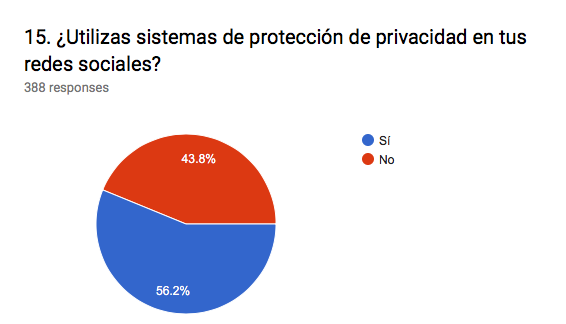 15. ¿Utilizas sistemas de protección de privacidad en tus
redes sociales?
388 responses
Sí
No
43.8%
56.2%